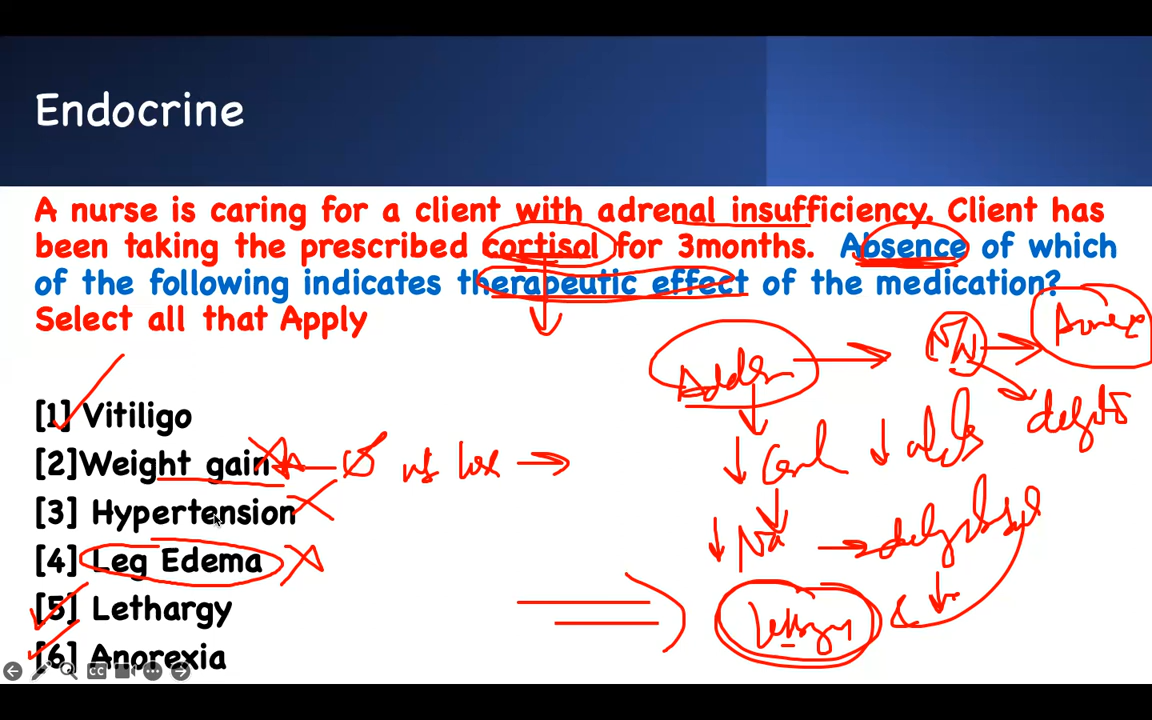 Endocrine
A nurse is caring for a client with adrenal insufficiency. Client has
been taking the prescribed cortisol for 3months. Absence of which
of the following indicates therapeutic effect of the medication?
Select all that Apply
[1] Vitiligo
[2]Weight gain
[3] Hypertension
[4] Leg Edema
[5] Lethargy
[6] Anorexia
N/V
↓ Na